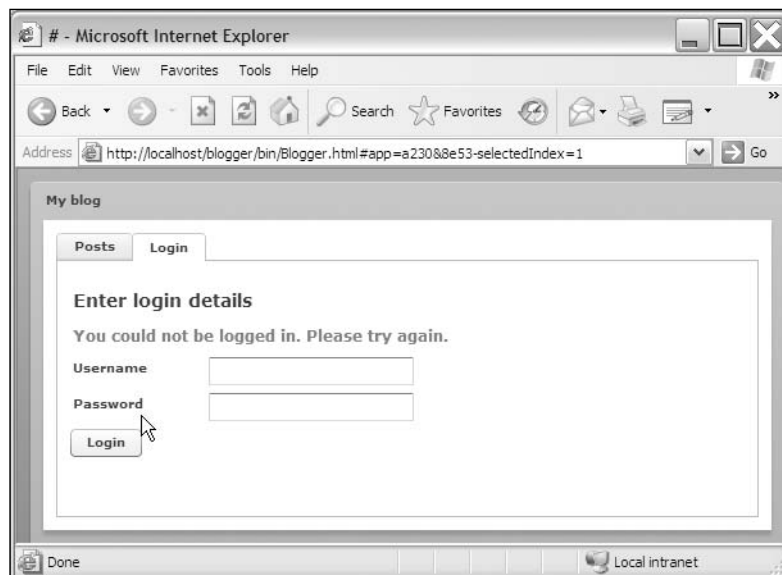 # - Microsoft Internet Explorer
File Edit View Favorites Tools Help
Back Search Favorites »
Address http://localhost/blogger/bin/Blogger.html#app=a230&8e53-selectedIndex=1 Go
My blog
Posts Login
Enter login details
You could not be logged in. Please try again.
Username
Password
Login
Done Local intranet